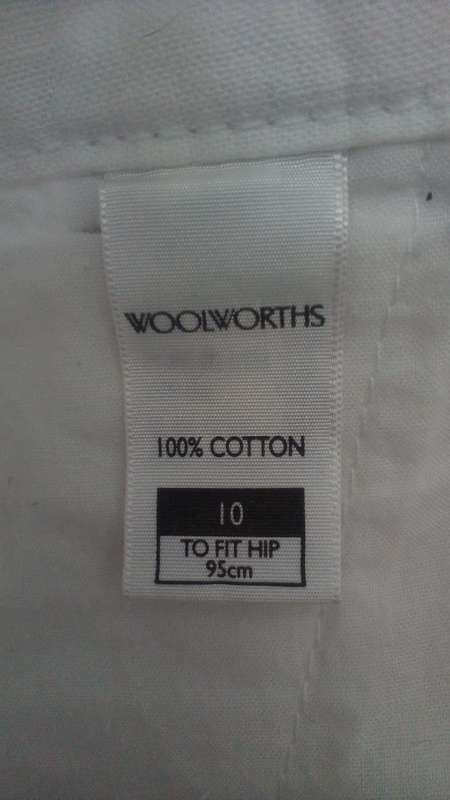 WOOLWORTHS
100% COTTON
10
TO FIT HIP
95cm